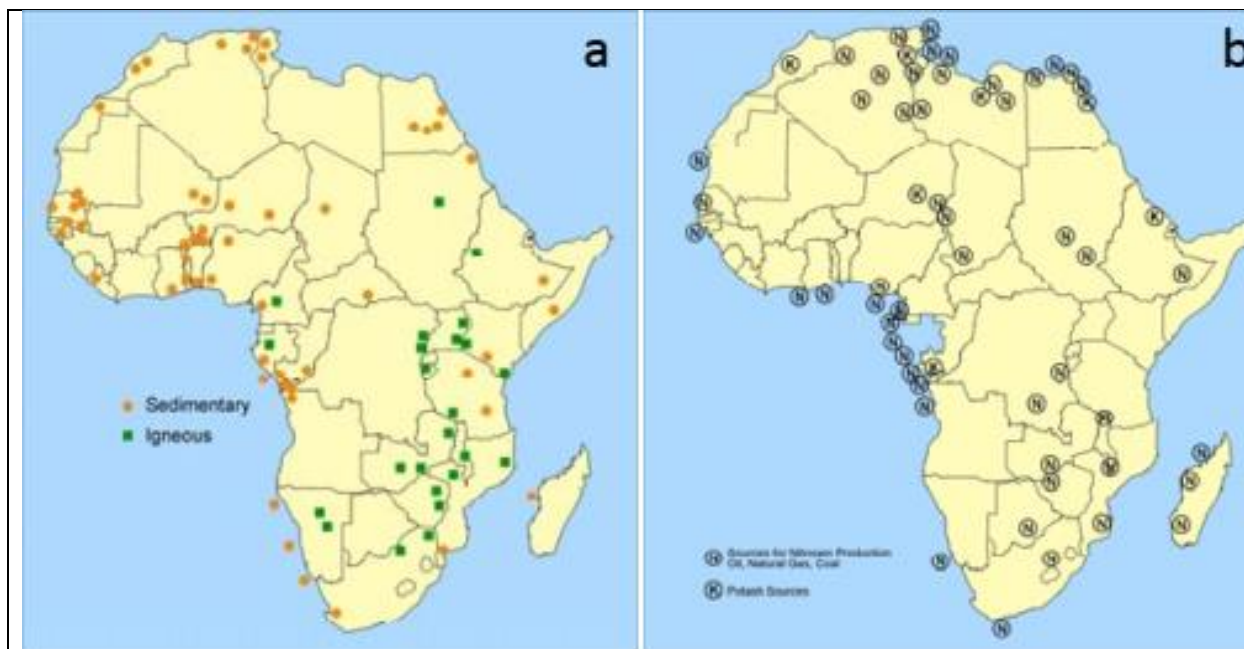 a
b
Sedimentary
Igneous
N Sources for Nitrogen Production
Oil, Natural Gas, Coal
K Potash Sources